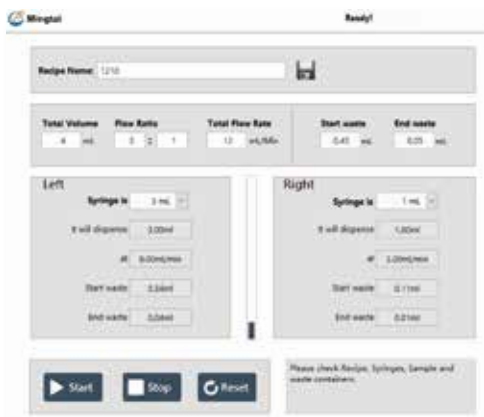 Mingtai Ready!
Recipe Name: 1210
Total Volume Flow Ratio Total Flow Rate Start waste End waste
4 mL 3 : 1 12 mL/Min 0.45 mL 0.05 mL
Left Right
Syringe is 3 mL Syringe is 1 mL
It will dispense 3.00ml It will dispense 1.00ml
at 9.00mL/min at 3.00mL/min
Start waste Start waste 0.11ml
End waste 0.04ml End waste 0.01ml
Start Stop Reset
Please check Recipe, Syringes, Sample and
waste containers.